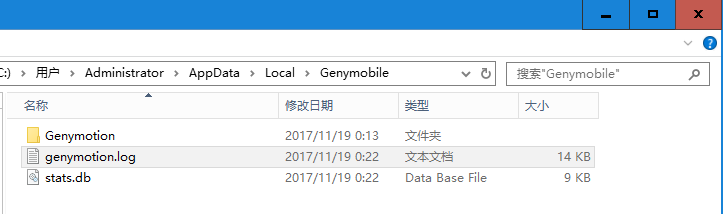 C:) 用户 Administrator AppData Local Genymobile 搜索"Genymobile"
名称 修改日期 类型 大小
Genymotion 2017/11/19 0:13 文件夹
genymotion.log 2017/11/19 0:22 文本文档 14 KB
stats.db 2017/11/19 0:22 Data Base File 9 KB